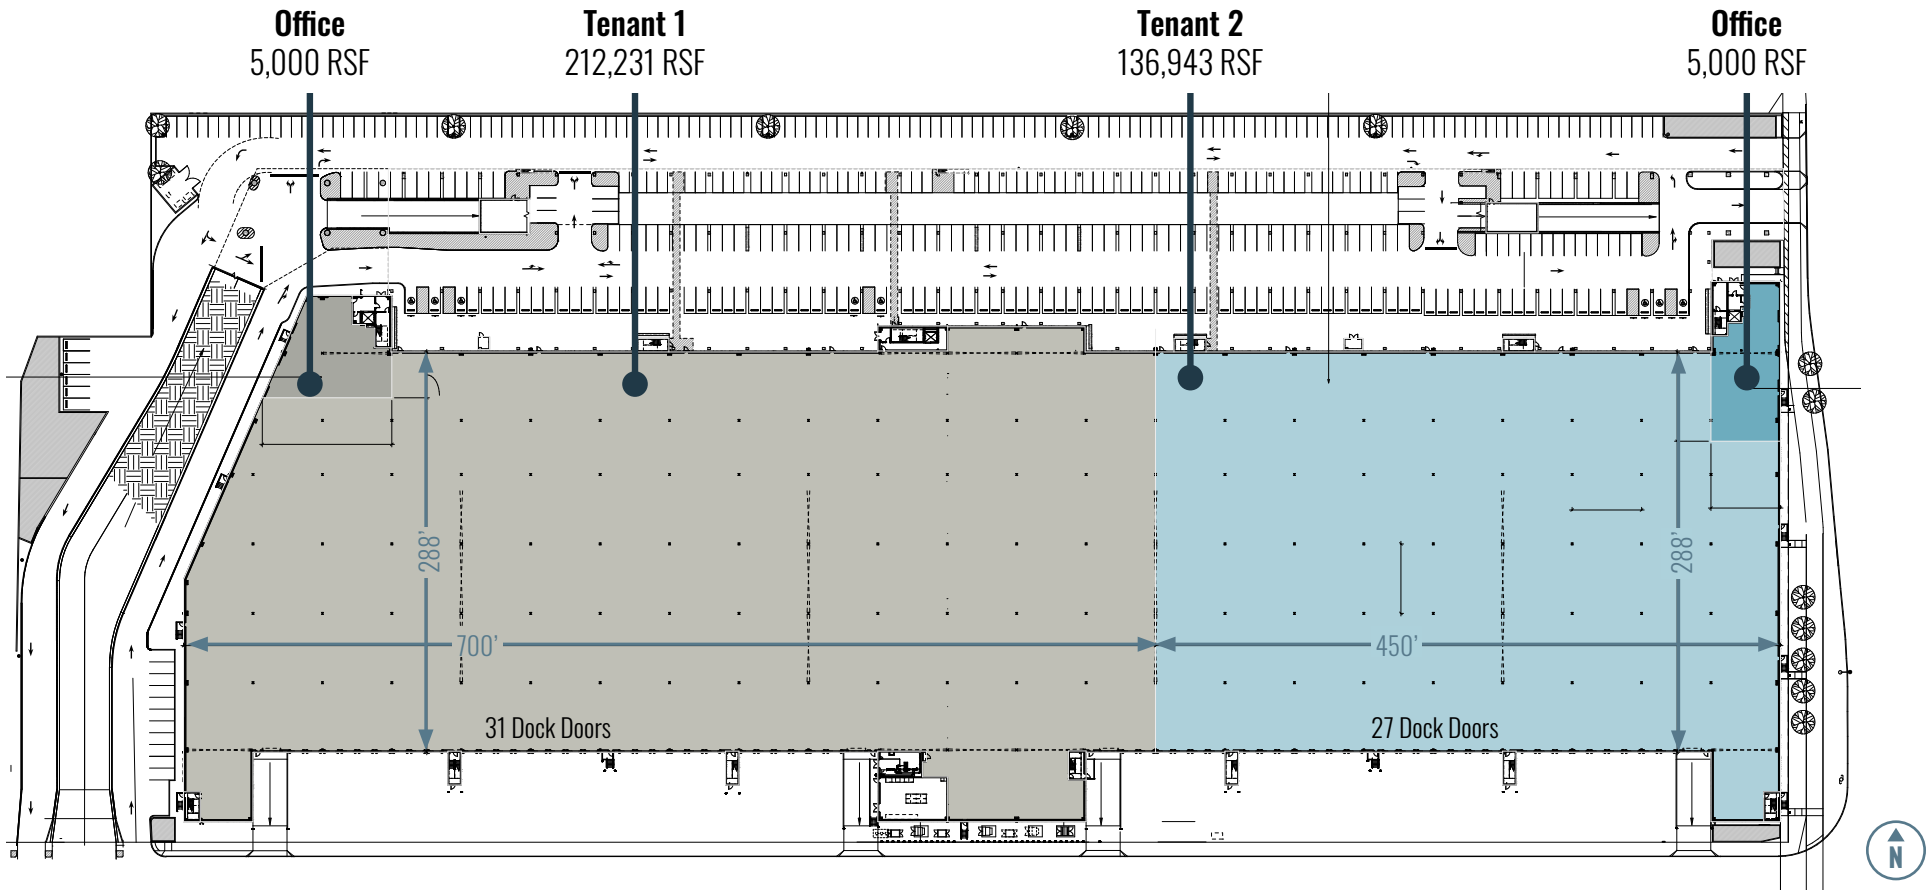 Office
5,000 RSF
Tenant 1
212,231 RSF
Tenant 2
136,943 RSF
Office
5,000 RSF
288'
288'
700'
450'
31 Dock Doors
27 Dock Doors
N